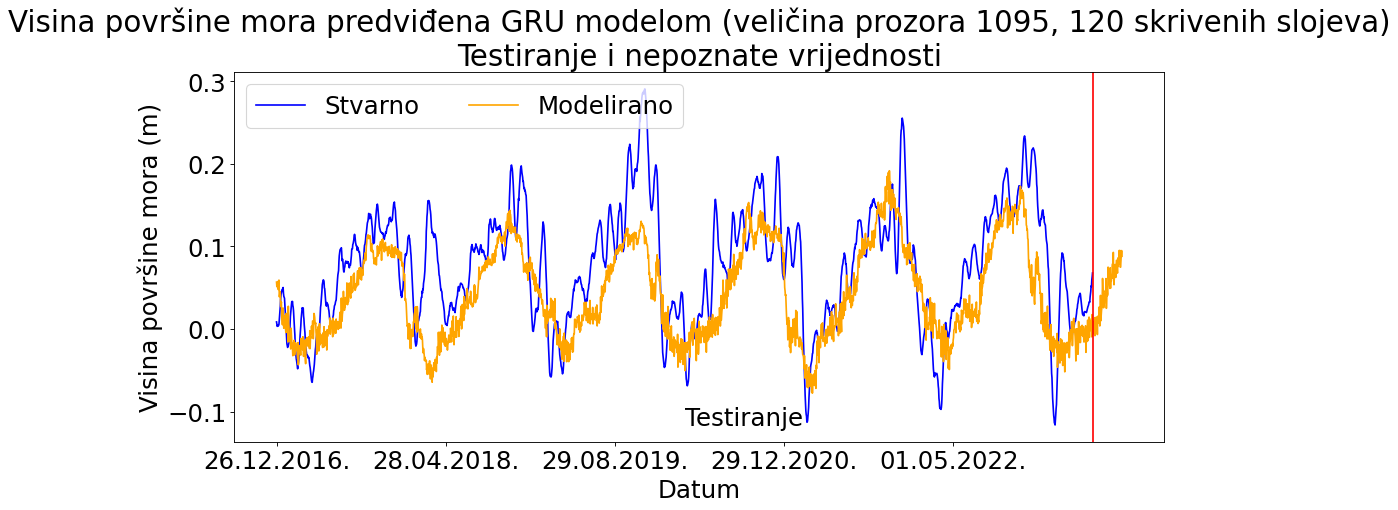 Visina površine mora predviđena GRU modelom (veličina prozora 1095, 120 skrivenih slojeva)
Testiranje i nepoznate vrijednosti
Stvarno
Modelirano
Visina površine mora (m)
0.3
0.2
0.1
0.0
−0.1
Testiranje
26.12.2016.
28.04.2018.
29.08.2019.
29.12.2020.
01.05.2022.
Datum